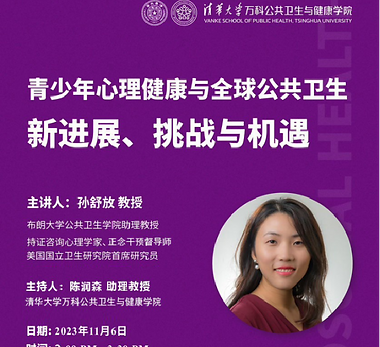 清华大学万科公共卫生与健康学院
VANKE SCHOOL OF PUBLIC HEALTH, TSINGHUA UNIVERSITY
青少年心理健康与全球公共卫生
新进展、挑战与机遇
主讲人：孙舒放 教授
布朗大学公共卫生学院助理教授
持证咨询心理学家、正念干预督导师
美国国立卫生研究院首席研究员
主持人：陈润森 助理教授
清华大学万科公共卫生与健康学院
日期：2023年11月6日